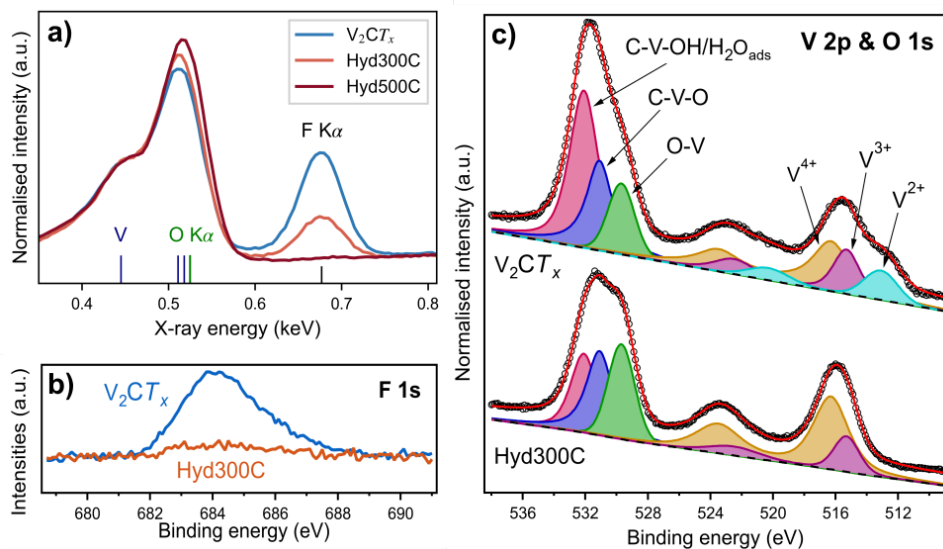 a)
V₂CTₓ
Hyd300C
Hyd500C
F Kα
V
O Kα
0.4 0.5 0.6 0.7 0.8
X-ray energy (keV)
Normalised intensity (a.u.)
b)
F 1s
V₂CTₓ
Hyd300C
680 682 684 686 688 690
Binding energy (eV)
Intensities (a.u.)
c)
V 2p & O 1s
C-V-OH/H₂Oads
C-V-O
O-V
V⁴⁺
V³⁺
V²⁺
V₂CTₓ
Hyd300C
536 532 528 524 520 516 512
Binding energy (eV)
Normalised intensity (a.u.)